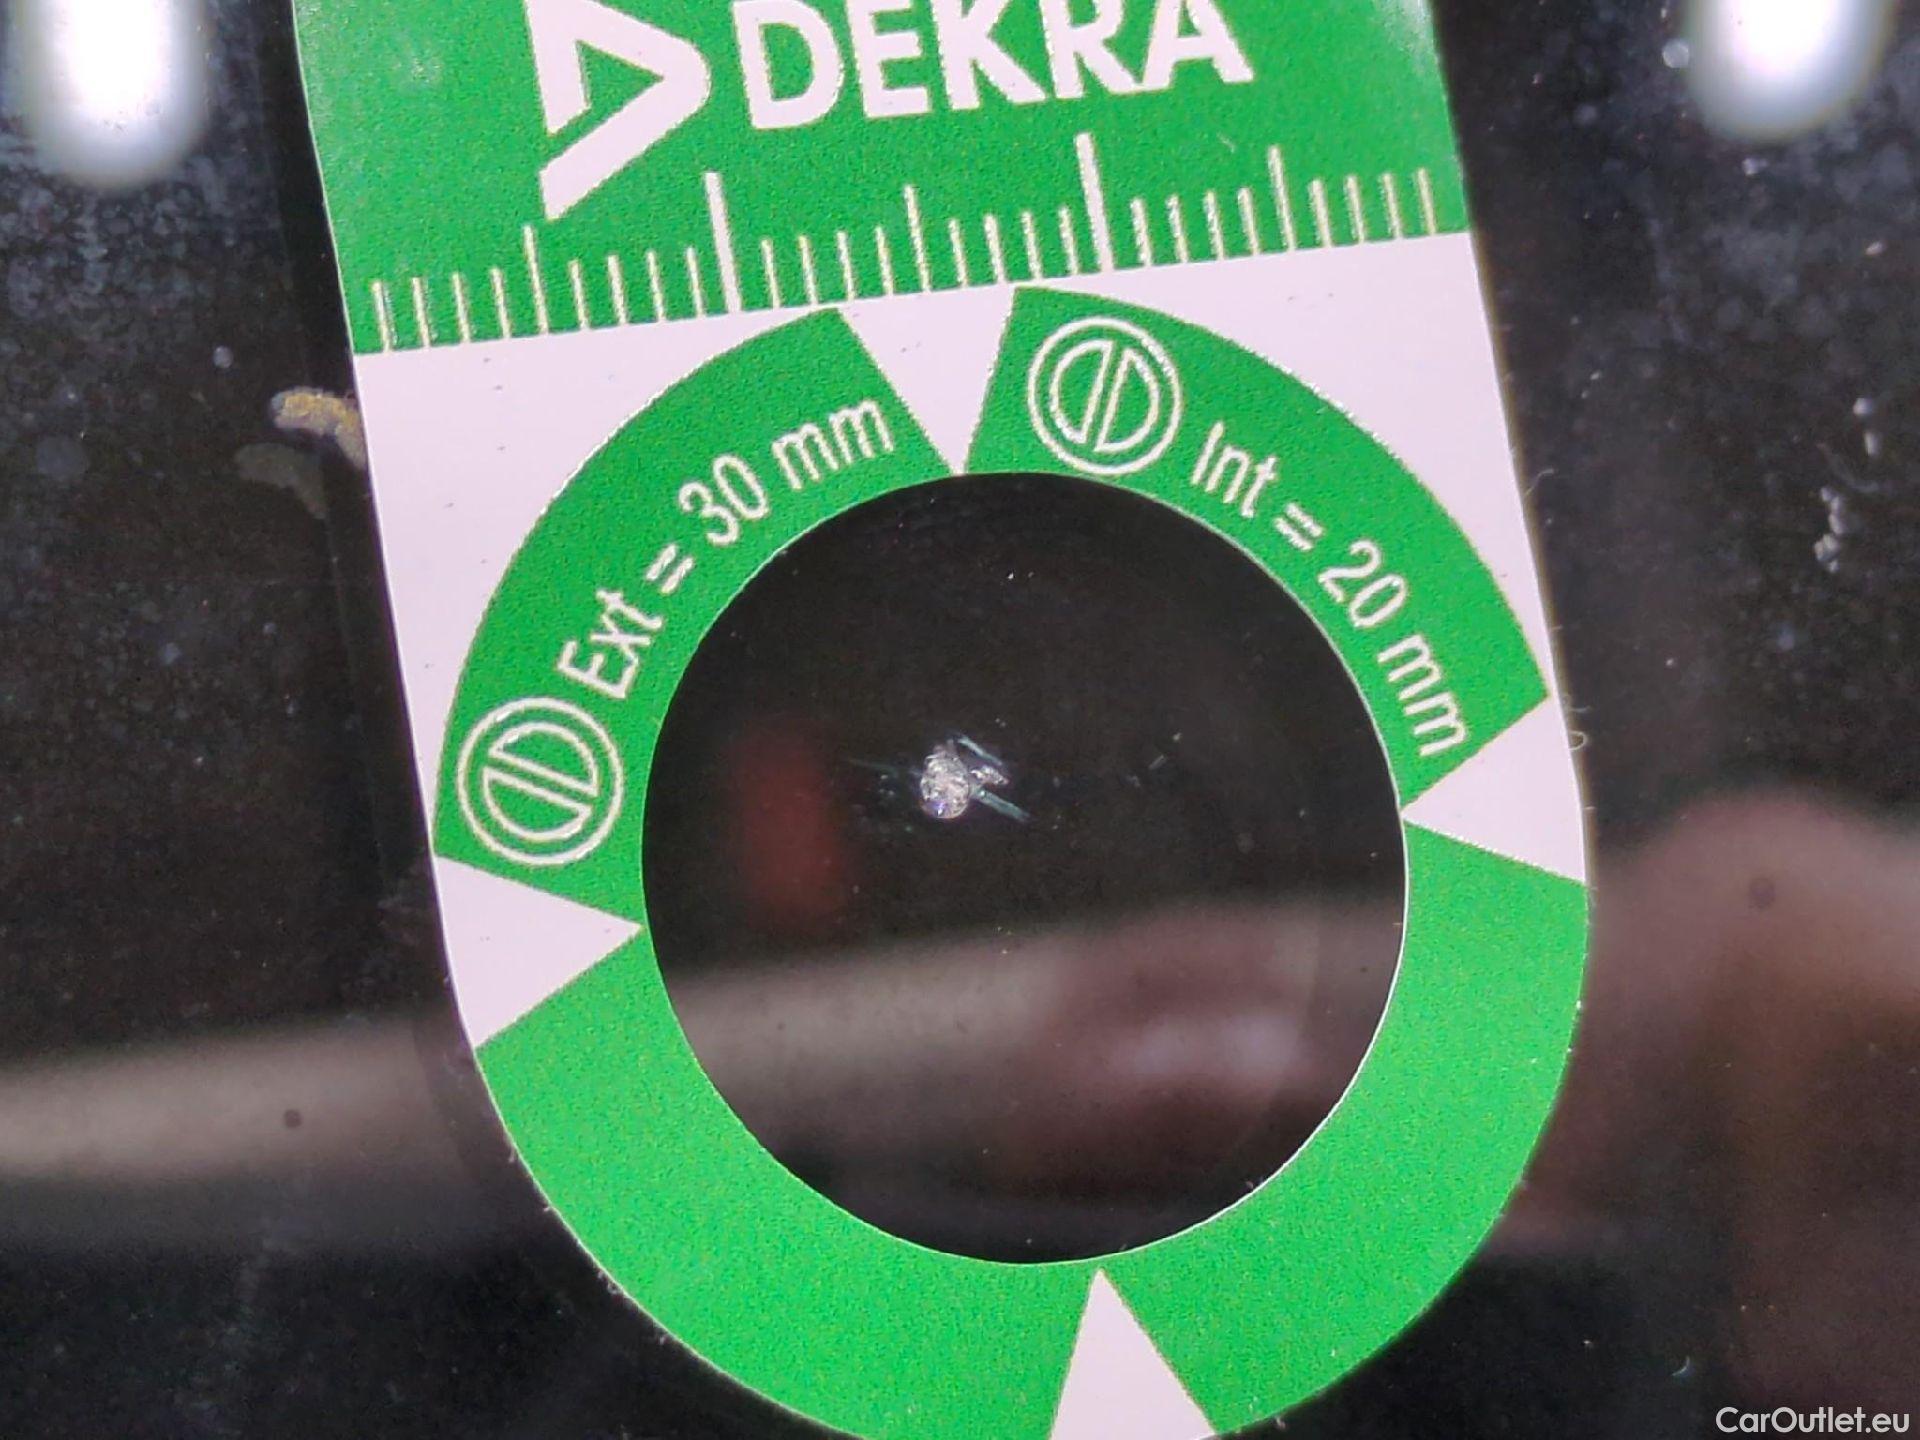 DEKRA
Ext = 30 mm
Int = 20 mm
CarOutlet.eu